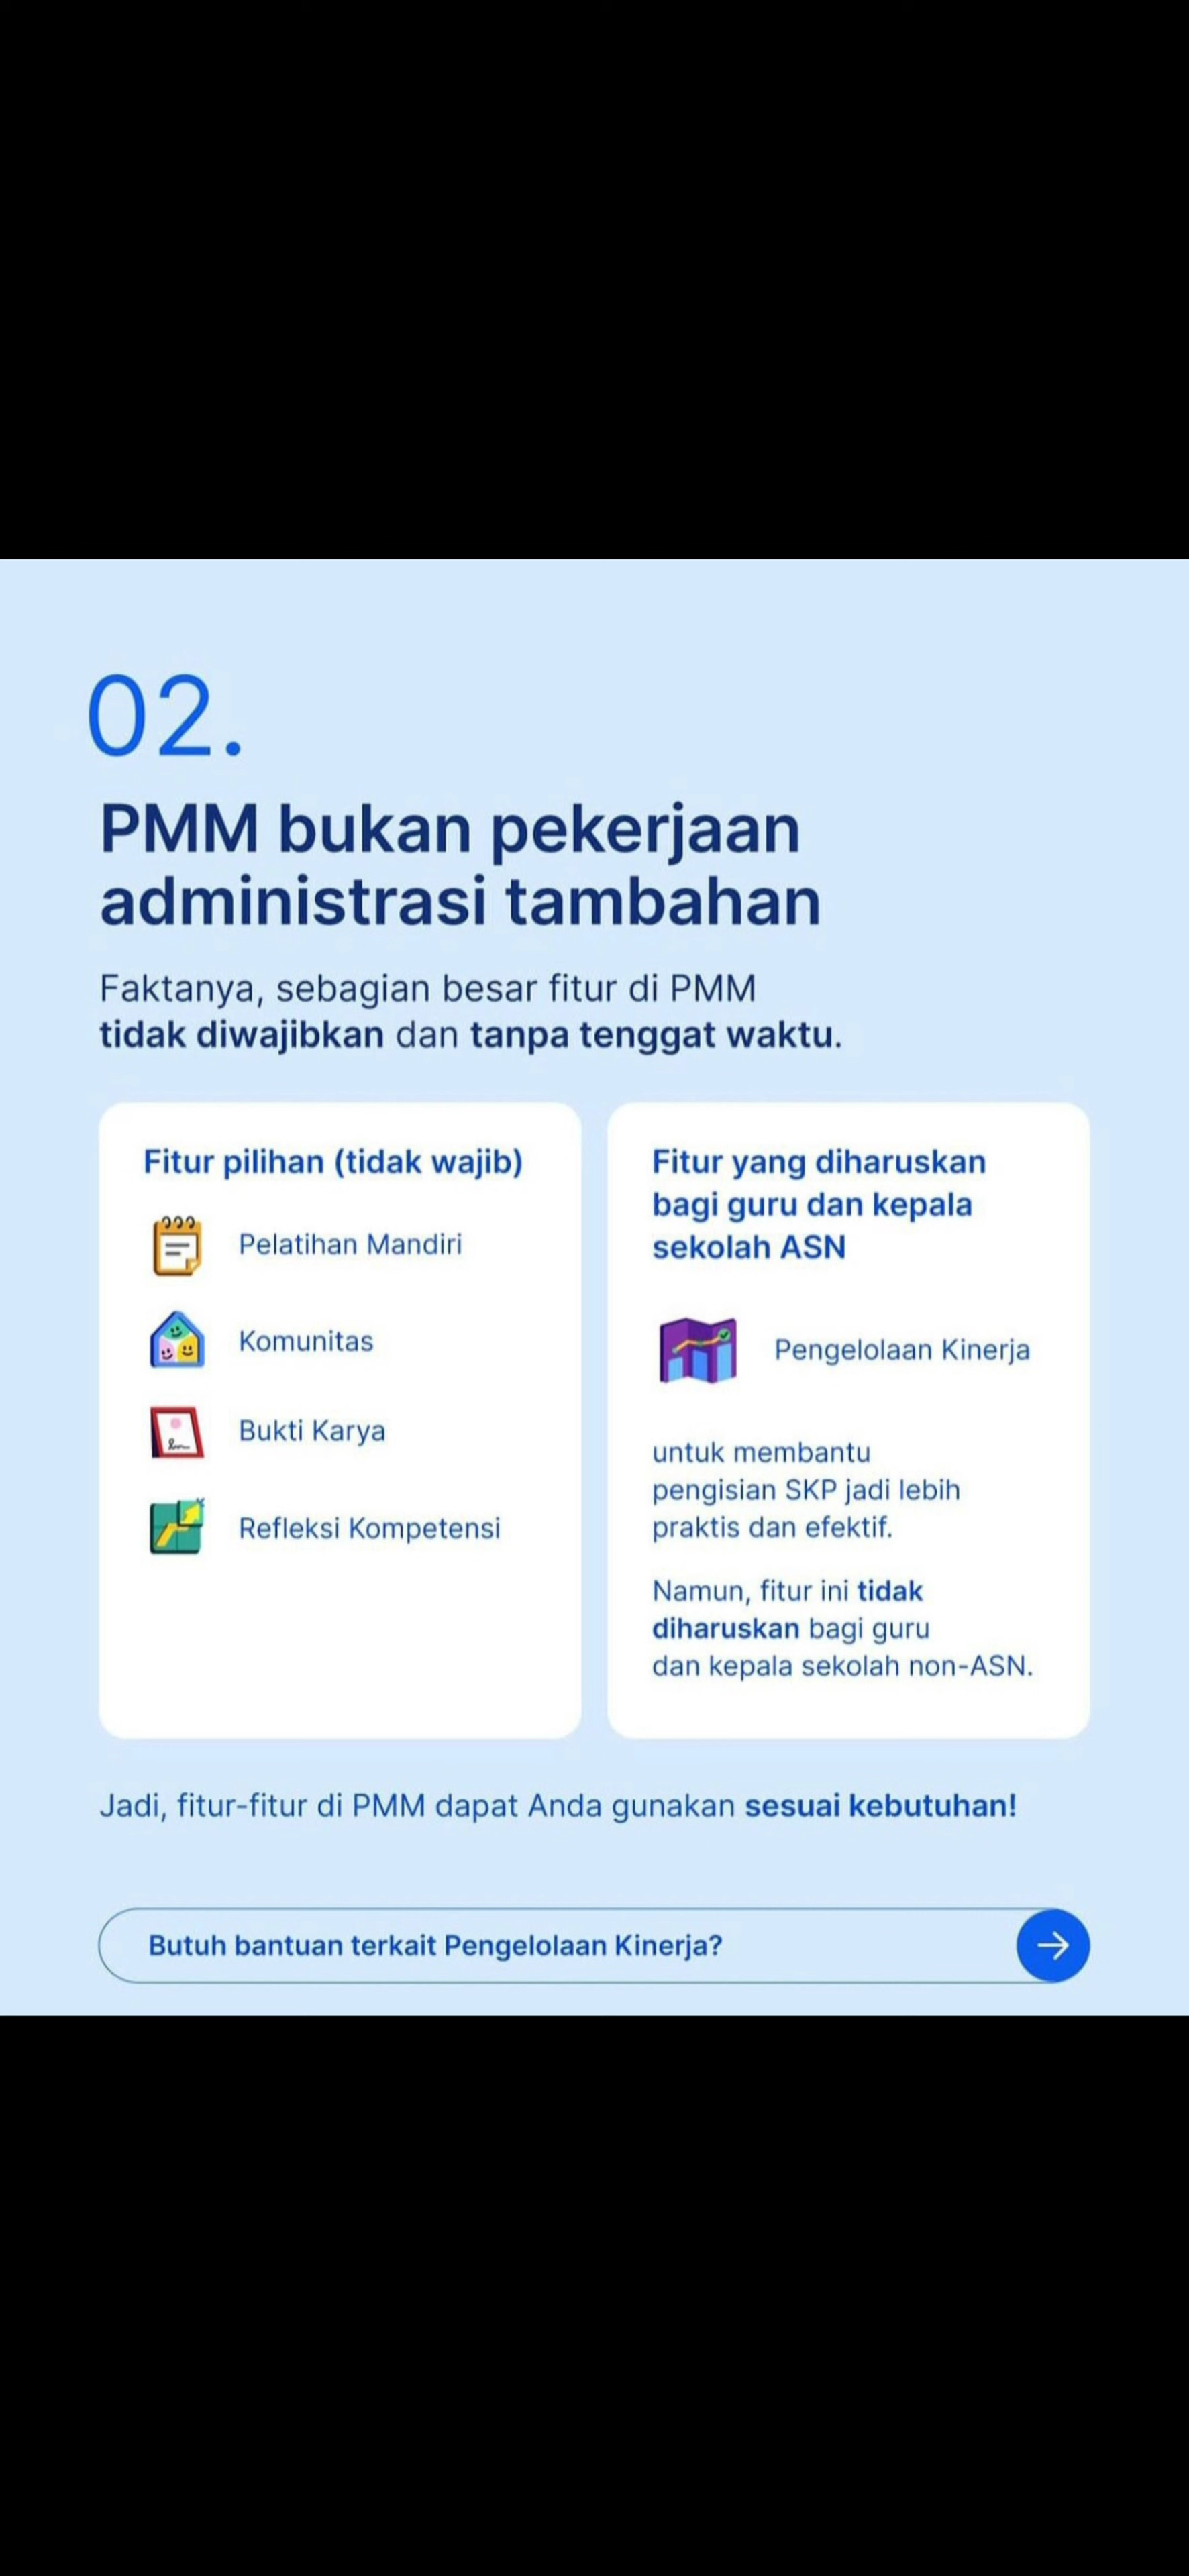 02.
PMM bukan pekerjaan
administrasi tambahan
Faktanya, sebagian besar fitur di PMM
tidak diwajibkan dan tanpa tenggat waktu.
Fitur pilihan (tidak wajib)
Pelatihan Mandiri
Komunitas
Bukti Karya
Refleksi Kompetensi
Fitur yang diharuskan
bagi guru dan kepala
sekolah ASN
Pengelolaan Kinerja
untuk membantu
pengisian SKP jadi lebih
praktis dan efektif.
Namun, fitur ini tidak
diharuskan bagi guru
dan kepala sekolah non-ASN.
Jadi, fitur-fitur di PMM dapat Anda gunakan sesuai kebutuhan!
Butuh bantuan terkait Pengelolaan Kinerja?